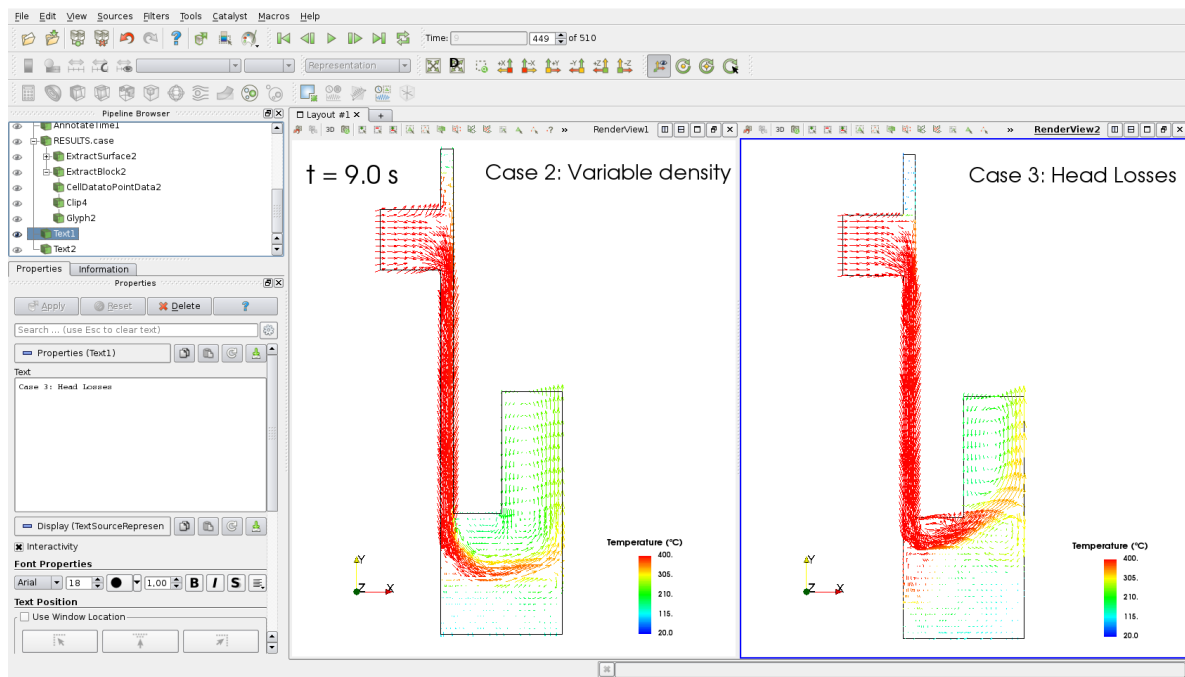 File Edit View Sources Filters Tools Catalyst Macros Help
Time: 9 449 of 510
Representation
Pipeline Browser
AnnotateTime1
RESULTS.case
ExtractSurface2
ExtractBlock2
CellDatatoPointData2
Clip4
Glyph2
Text1
Text2
Properties Information
Properties
Apply Reset Delete ?
Search ... (use Esc to clear text)
Properties (Text1)
Text
Case 3: Head Losses
Display (TextSourceRepresen
Interactivity
Font Properties
Arial 18 1,00 B I S
Text Position
Use Window Location
Layout #1 × +
3D -? » RenderView1
t = 9.0 s Case 2: Variable density
Temperature (°C)
400.
305.
210.
115.
20.0
Y
Z X
3D » RenderView2
Case 3: Head Losses
Temperature (°C)
400.
305.
210.
115.
20.0
Y
Z X